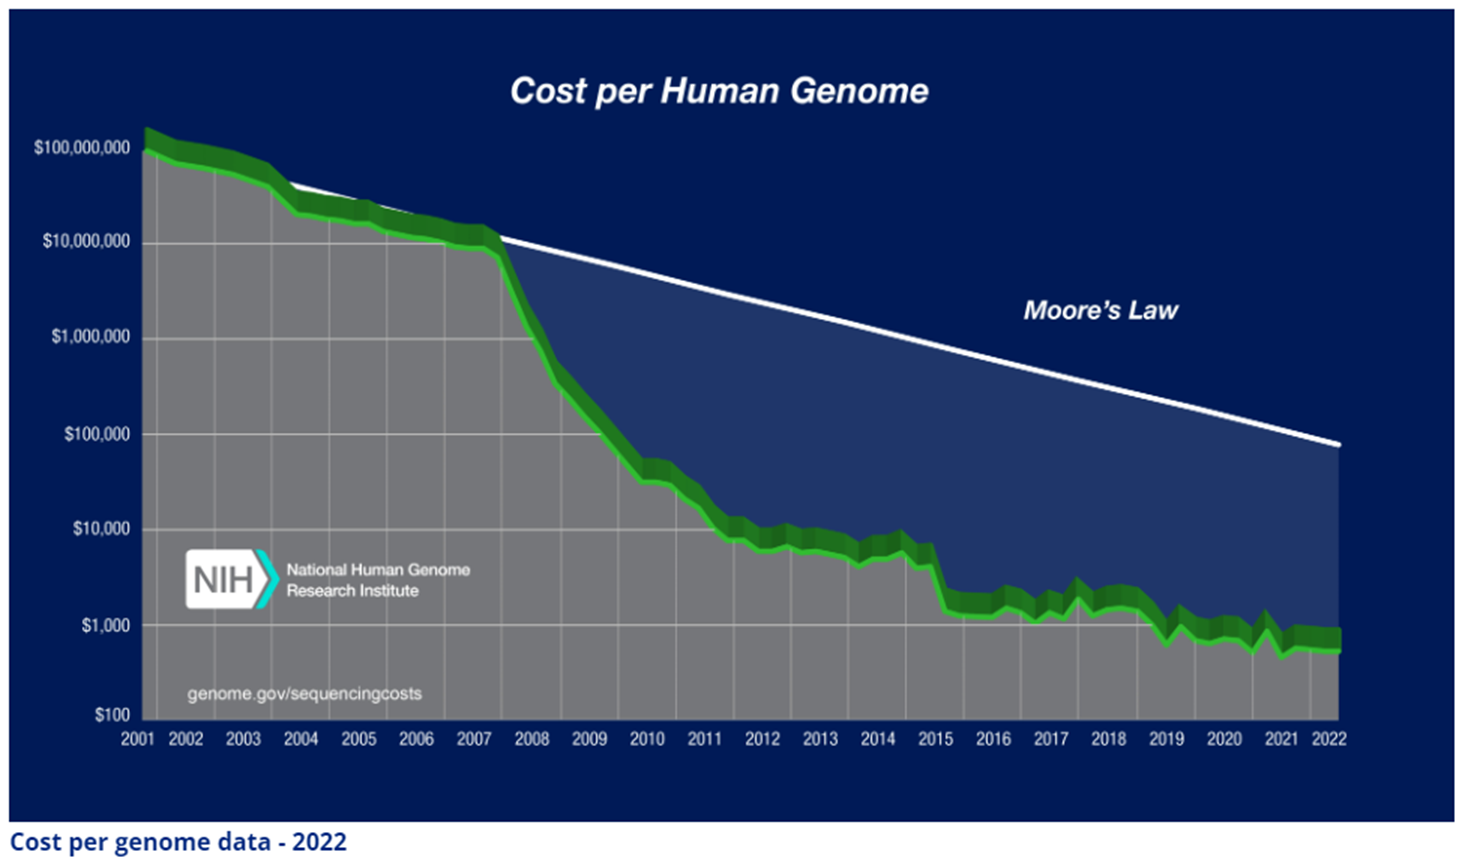 Cost per Human Genome
$100,000,000
$10,000,000
$1,000,000
$100,000
$10,000
$1,000
$100
Moore's Law
NIH
National Human Genome
Research Institute
genome.gov/sequencingcosts
2001 2002 2003 2004 2005 2006 2007 2008 2009 2010 2011 2012 2013 2014 2015 2016 2017 2018 2019 2020 2021 2022
Cost per genome data - 2022